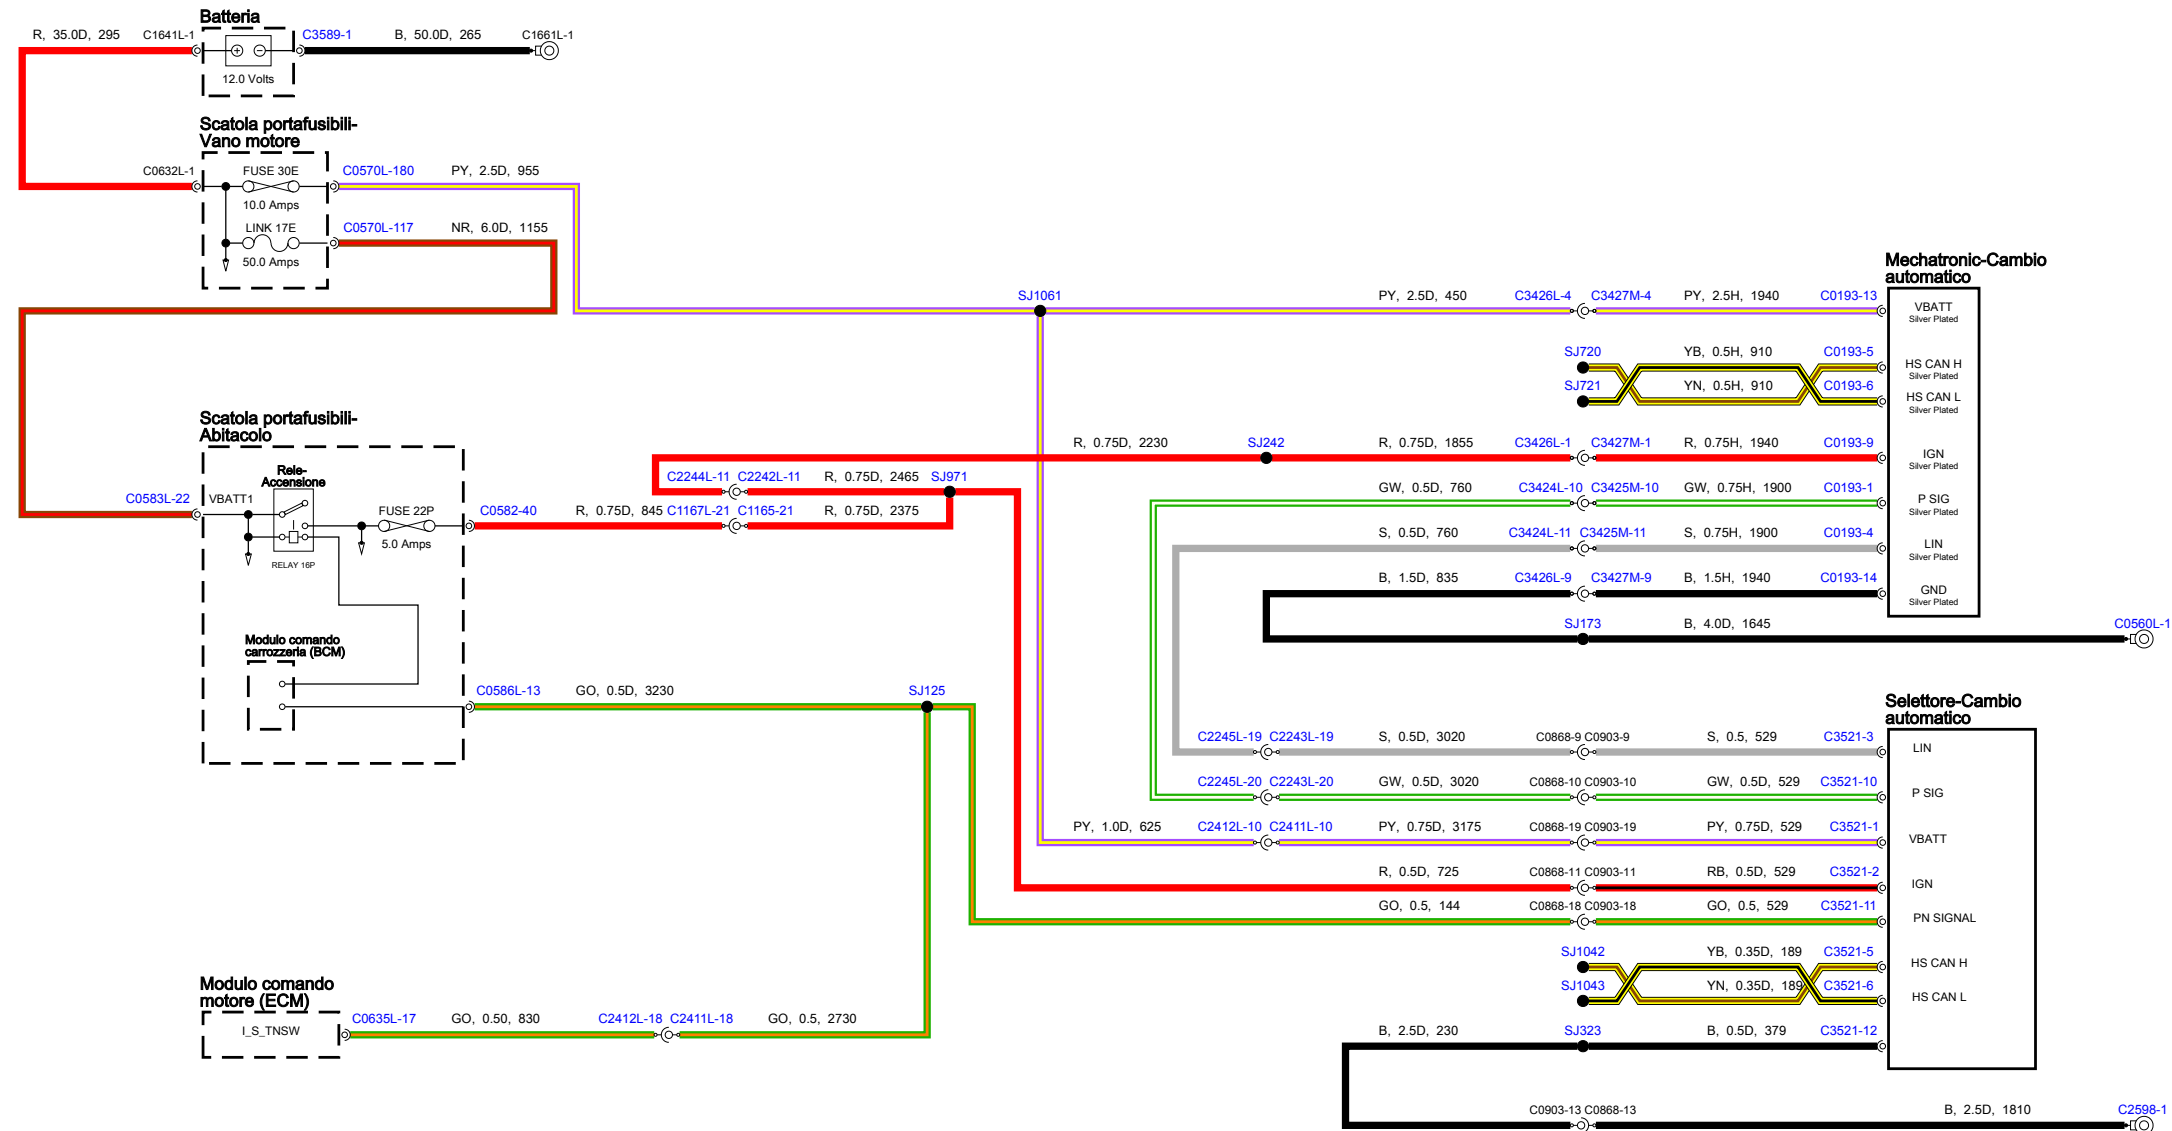 Batteria
R, 35.0D, 295
C1641L-1
C3589-1
B, 50.0D, 265
C1661L-1
12.0 Volts
Scatola portafusibili-
Vano motore
C0632L-1
FUSE 30E
10.0 Amps
C0570L-180
PY, 2.5D, 955
LINK 17E
50.0 Amps
C0570L-117
NR, 6.0D, 1155
SJ1061
PY, 2.5D, 450
C3426L-4
C3427M-4
PY, 2.5H, 1940
C0193-13
Mechatronic-Cambio
automatico
VBATT
Silver Plated
SJ720
YB, 0.5H, 910
C0193-5
HS CAN H
Silver Plated
SJ721
YN, 0.5H, 910
C0193-6
HS CAN L
Silver Plated
R, 0.75D, 2230
SJ242
R, 0.75D, 1855
C3426L-1
C3427M-1
R, 0.75H, 1940
C0193-9
IGN
Silver Plated
GW, 0.5D, 760
C3424L-10
C3425M-10
GW, 0.75H, 1900
C0193-1
P SIG
Silver Plated
S, 0.5D, 760
C3424L-11
C3425M-11
S, 0.75H, 1900
C0193-4
LIN
Silver Plated
B, 1.5D, 835
C3426L-9
C3427M-9
B, 1.5H, 1940
C0193-14
GND
Silver Plated
SJ173
B, 4.0D, 1645
C0560L-1
Scatola portafusibili-
Abitacolo
Rele-
Accensione
C0583L-22
VBATT1
RELAY 16P
FUSE 22P
5.0 Amps
C0582-40
R, 0.75D, 845
C1167L-21
C1165-21
R, 0.75D, 2375
C2244L-11
C2242L-11
R, 0.75D, 2465
SJ971
Modulo comando
carrozzeria (BCM)
C0586L-13
GO, 0.5D, 3230
SJ125
Selettore-Cambio
automatico
C2245L-19
C2243L-19
S, 0.5D, 3020
C0868-9
C0903-9
S, 0.5, 529
C3521-3
LIN
C2245L-20
C2243L-20
GW, 0.5D, 3020
C0868-10
C0903-10
GW, 0.5D, 529
C3521-10
P SIG
PY, 1.0D, 625
C2412L-10
C2411L-10
PY, 0.75D, 3175
C0868-19
C0903-19
PY, 0.75D, 529
C3521-1
VBATT
R, 0.5D, 725
C0868-11
C0903-11
RB, 0.5D, 529
C3521-2
IGN
GO, 0.5, 144
C0868-18
C0903-18
GO, 0.5, 529
C3521-11
PN SIGNAL
SJ1042
YB, 0.35D, 189
C3521-5
HS CAN H
SJ1043
YN, 0.35D, 189
C3521-6
HS CAN L
B, 2.5D, 230
SJ323
B, 0.5D, 379
C3521-12
Modulo comando
motore (ECM)
I_S_TNSW
C0635L-17
GO, 0.50, 830
C2412L-18
C2411L-18
GO, 0.5, 2730
C0903-13
C0868-13
B, 2.5D, 1810
C2598-1